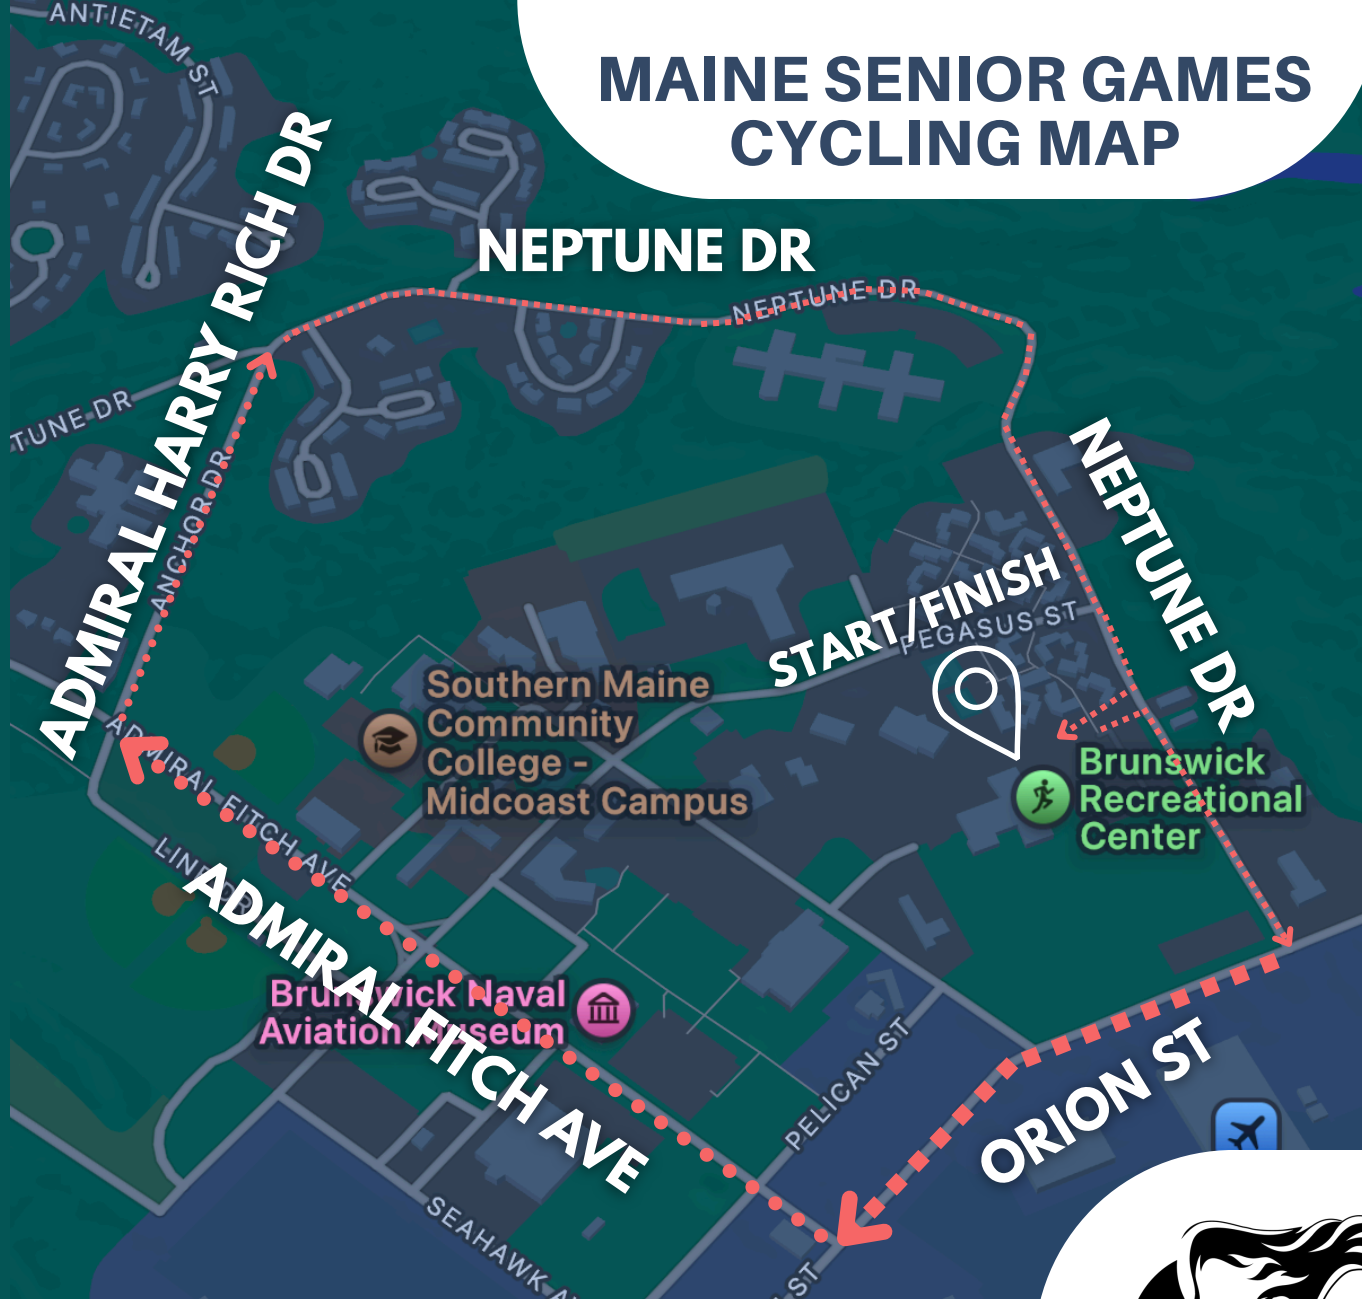 MAINE SENIOR GAMES
CYCLING MAP
ANTIETAM ST
ADMIRAL HARRY RICH DR
NEPTUNE DR
NEPTUNE DR
TUNE DR
ANCHOR DR
NEPTUNE DR
START/FINISH
PEGASUS ST
Southern Maine
Community
College -
Midcoast Campus
Brunswick
Recreational
Center
ADMIRAL FITCH AVE
LINE DR
ADMIRAL FITCH AVE
Brunswick Naval
Aviation Museum
PELICAN ST
ORION ST
SEAHAWK A
ST